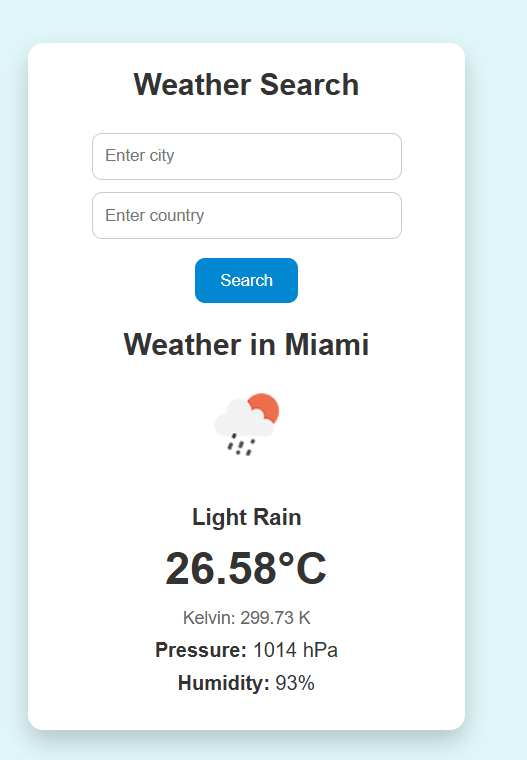 Weather Search
Enter city
Enter country
Search
Weather in Miami
Light Rain
26.58°C
Kelvin: 299.73 K
Pressure: 1014 hPa
Humidity: 93%